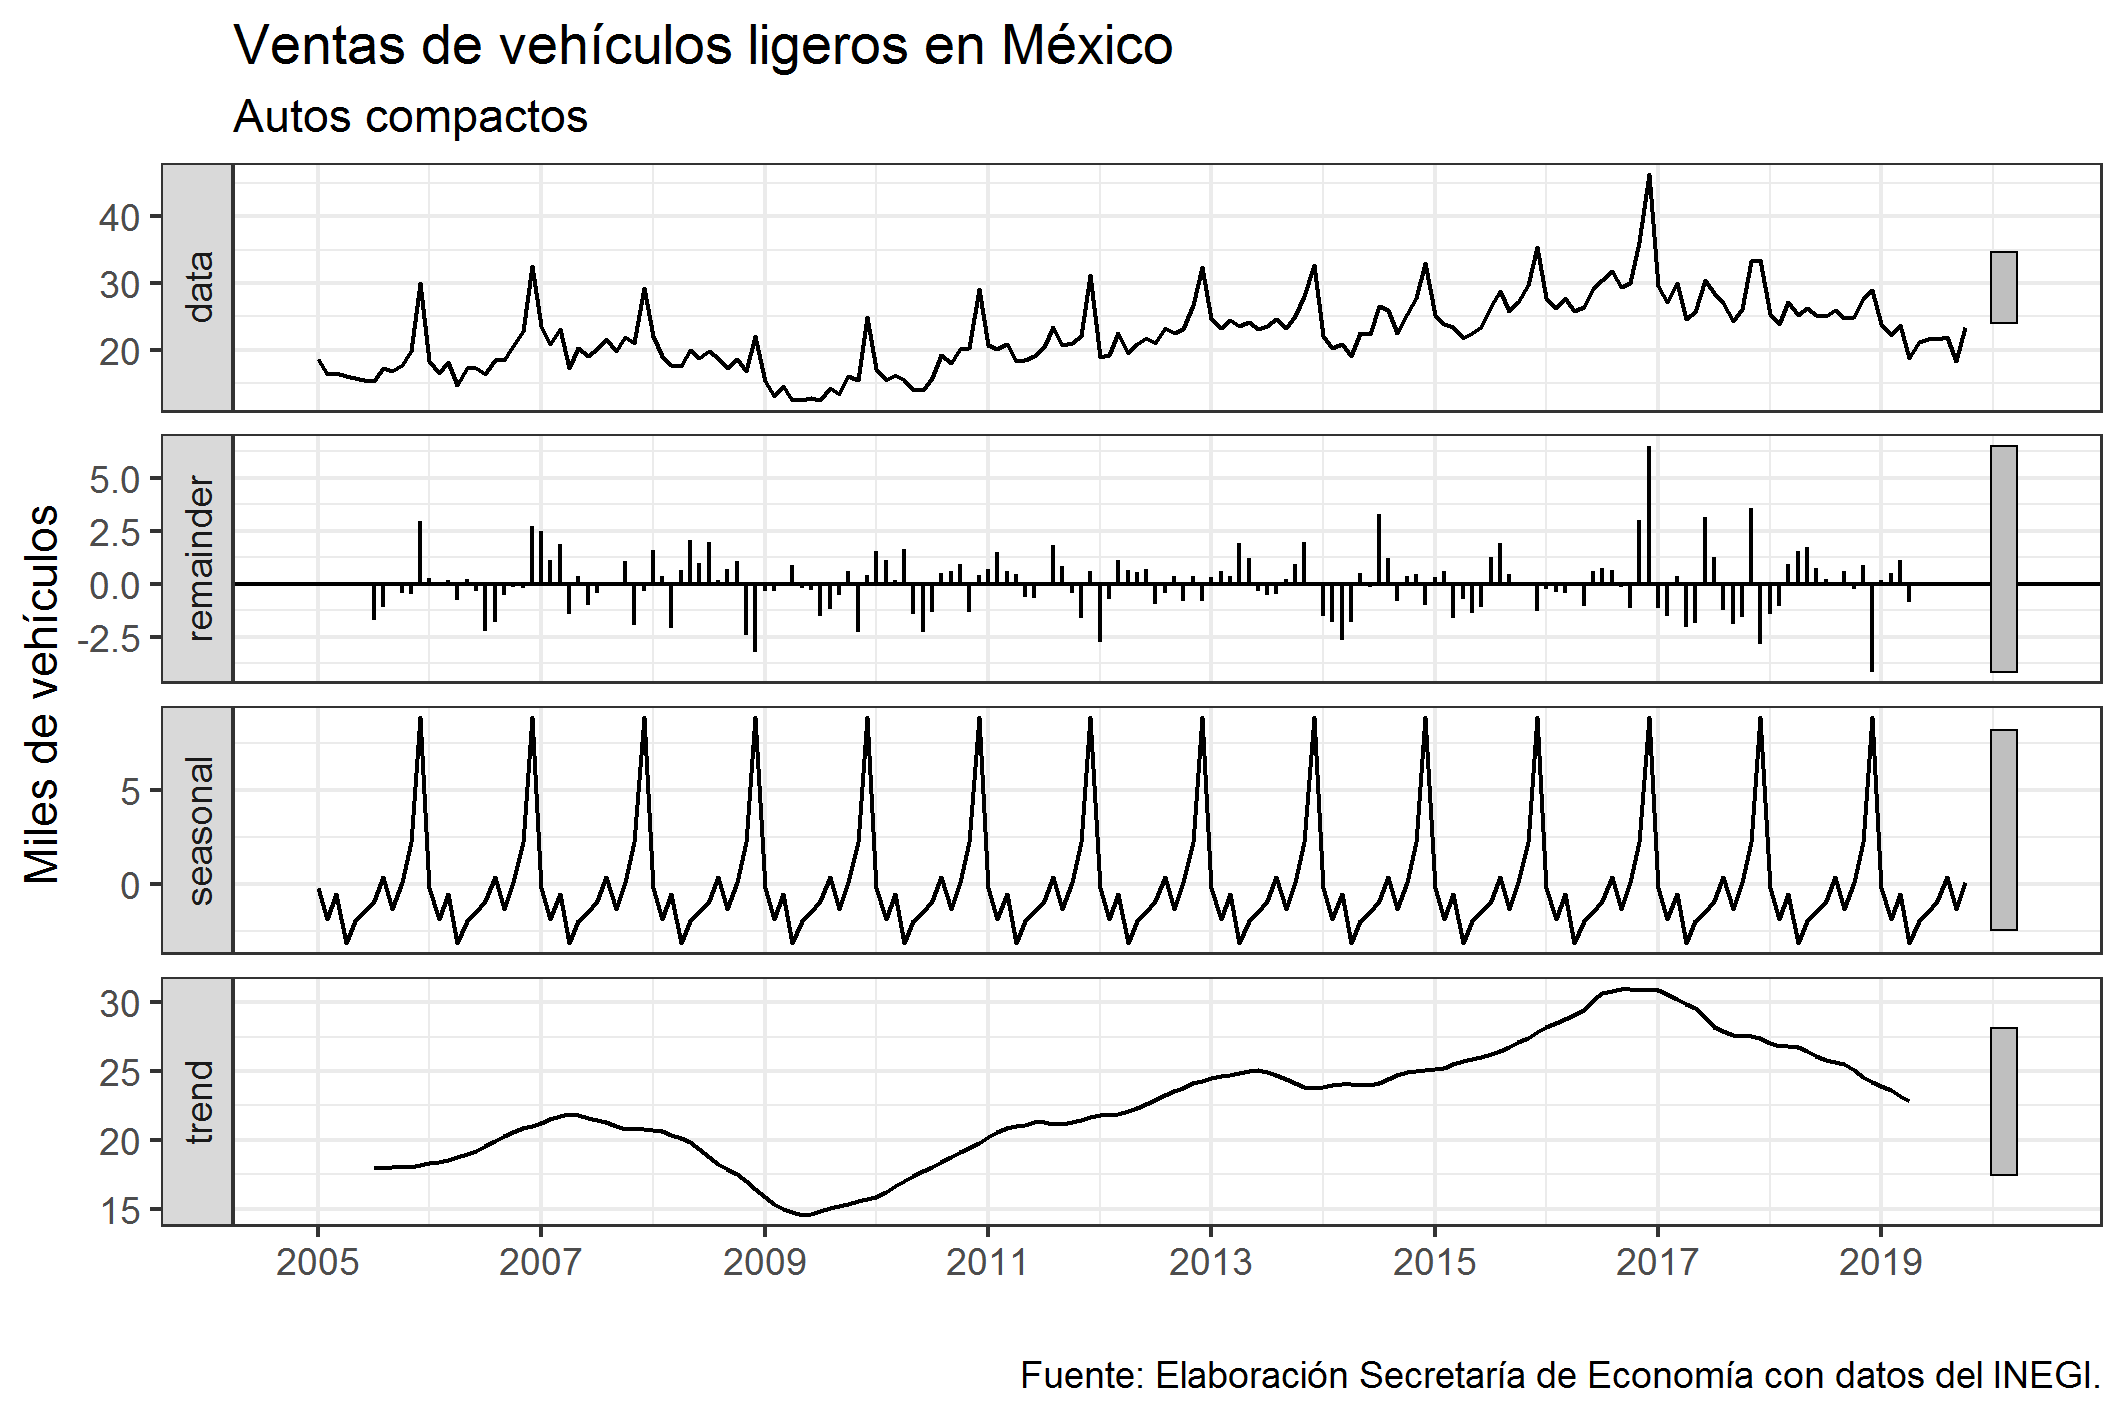 Ventas de vehículos ligeros en México
Autos compactos
Miles de vehículos
data
40
30
20
remainder
5.0
2.5
0.0
-2.5
seasonal
5
0
trend
30
25
20
15
2005 2007 2009 2011 2013 2015 2017 2019
Fuente: Elaboración Secretaría de Economía con datos del INEGI.